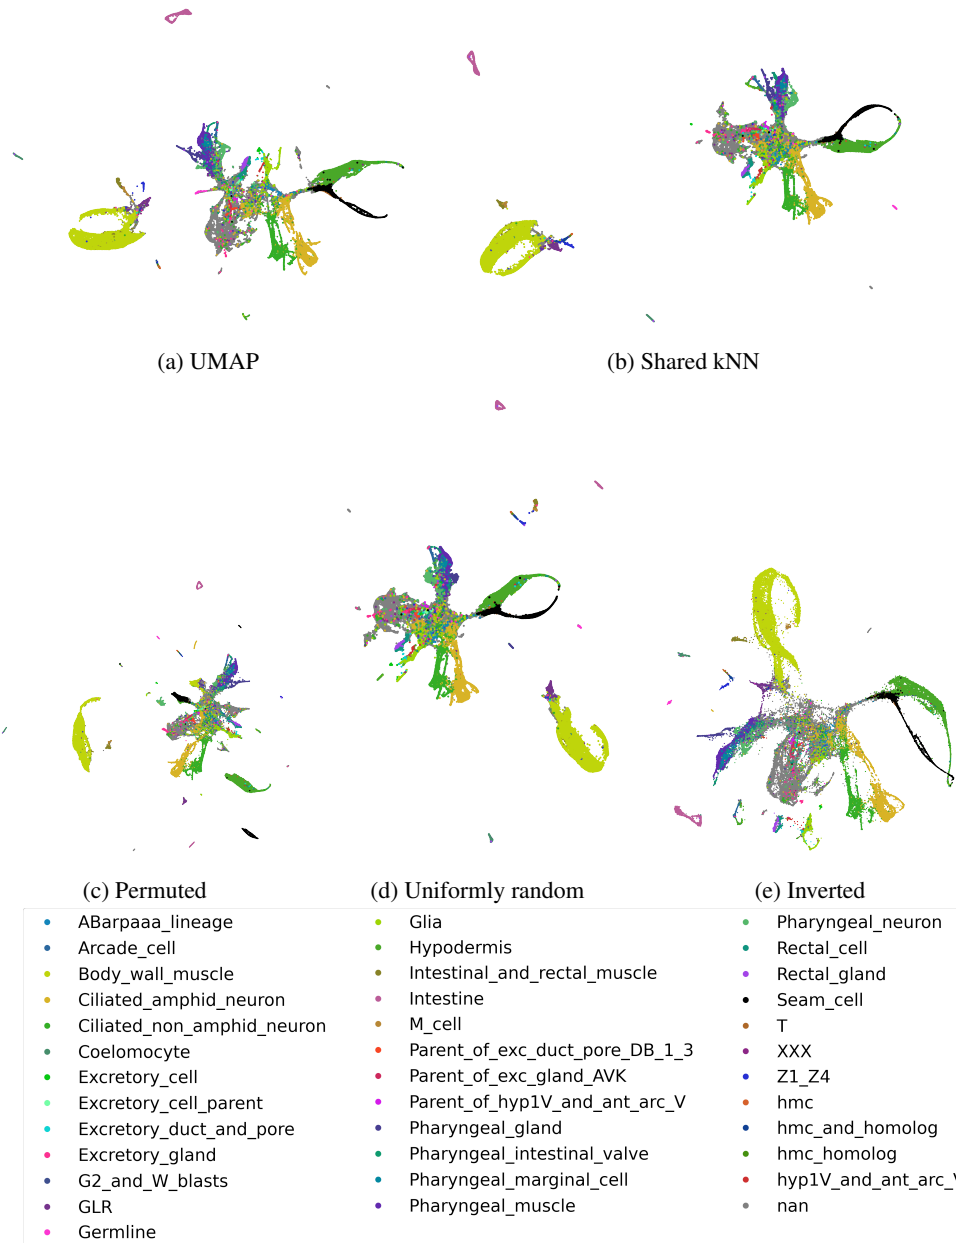 (a) UMAP
(b) Shared kNN
(c) Permuted
(d) Uniformly random
(e) Inverted
ABarpaaa_lineage
Arcade_cell
Body_wall_muscle
Ciliated_amphid_neuron
Ciliated_non_amphid_neuron
Coelomocyte
Excretory_cell
Excretory_cell_parent
Excretory_duct_and_pore
Excretory_gland
G2_and_W_blasts
GLR
Germline
Glia
Hypodermis
Intestinal_and_rectal_muscle
Intestine
M_cell
Parent_of_exc_duct_pore_DB_1_3
Parent_of_exc_gland_AVK
Parent_of_hyp1V_and_ant_arc_V
Pharyngeal_gland
Pharyngeal_intestinal_valve
Pharyngeal_marginal_cell
Pharyngeal_muscle
Pharyngeal_neuron
Rectal_cell
Rectal_gland
Seam_cell
T
XXX
Z1_Z4
hmc
hmc_and_homolog
hmc_homolog
hyp1V_and_ant_arc_V
nan